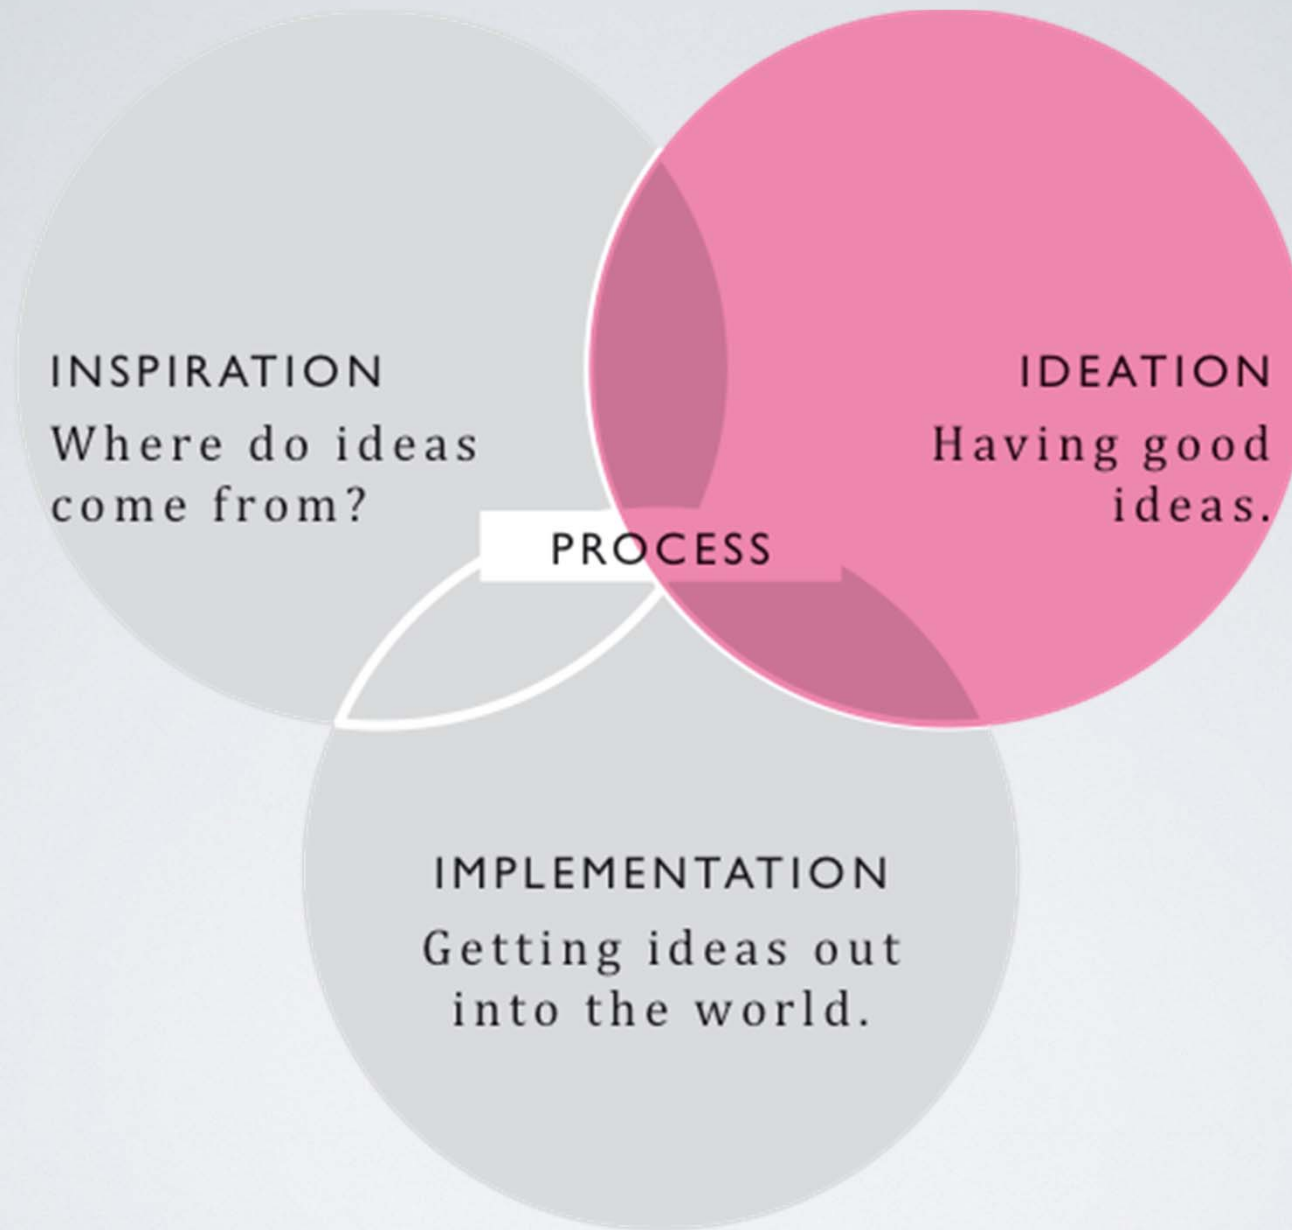 INSPIRATION
Where do ideas
come from?
IDEATION
Having good
ideas.
PROCESS
IMPLEMENTATION
Getting ideas out
into the world.